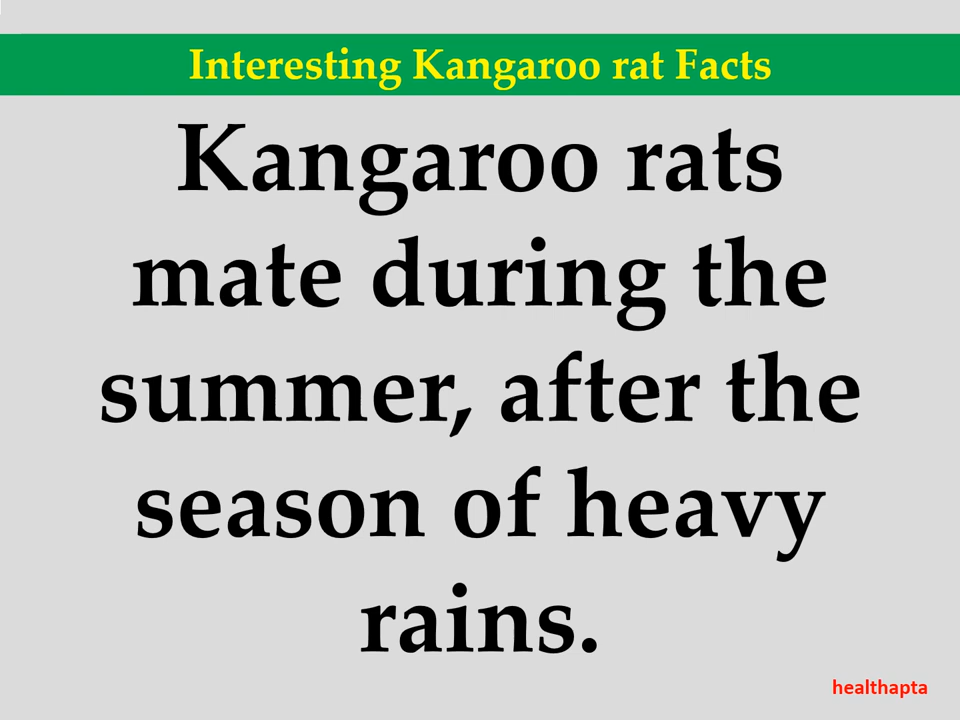 Interesting Kangaroo rat Facts
Kangaroo rats
mate during the
summer, after the
season of heavy
rains.
healthapta